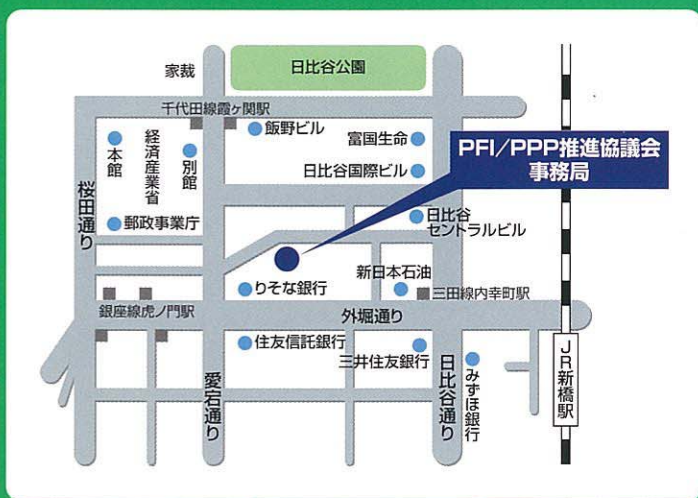 家裁
日比谷公園
千代田線霞ヶ関駅
飯野ビル
富国生命
PFI/PPP推進協議会
事務局
本館
経済産業省
別館
日比谷国際ビル
桜田通り
郵政事業庁
日比谷
セントラルビル
りそな銀行
新日本石油
三田線内幸町駅
銀座線虎ノ門駅
外堀通り
住友信託銀行
三井住友銀行
愛宕通り
日比谷通り
みずほ銀行
JR新橋駅